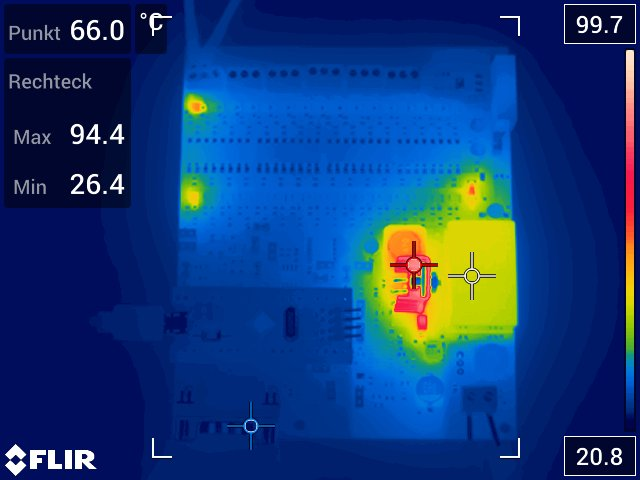 Punkt 66.0 °C
99.7
Rechteck
Max 94.4
Min 26.4
FLIR
20.8